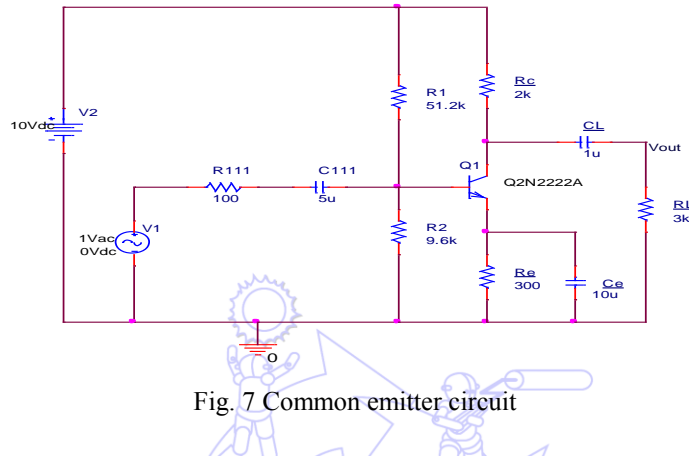 V2
10Vdc
R1
51.2k
Rc
2k
CL
1u
Vout
R111
100
C111
5u
Q1
Q2N2222A
V1
1Vac
0Vdc
R2
9.6k
RL
3k
Re
300
Ce
10u
0
Fig. 7 Common emitter circuit